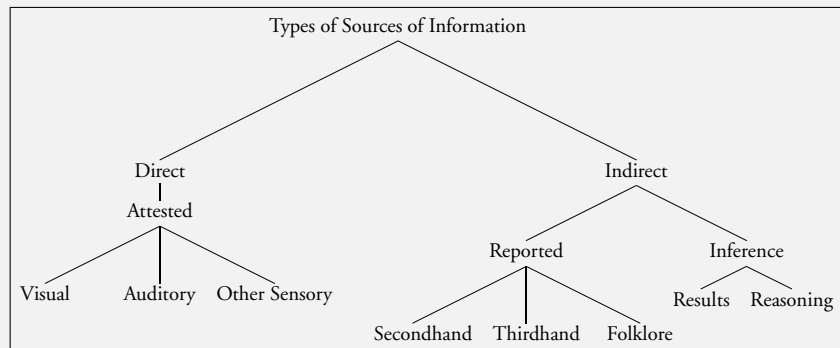 Types of Sources of Information
Direct Indirect
Attested
Reported Inference
Visual Auditory Other Sensory
Results Reasoning
Secondhand Thirdhand Folklore